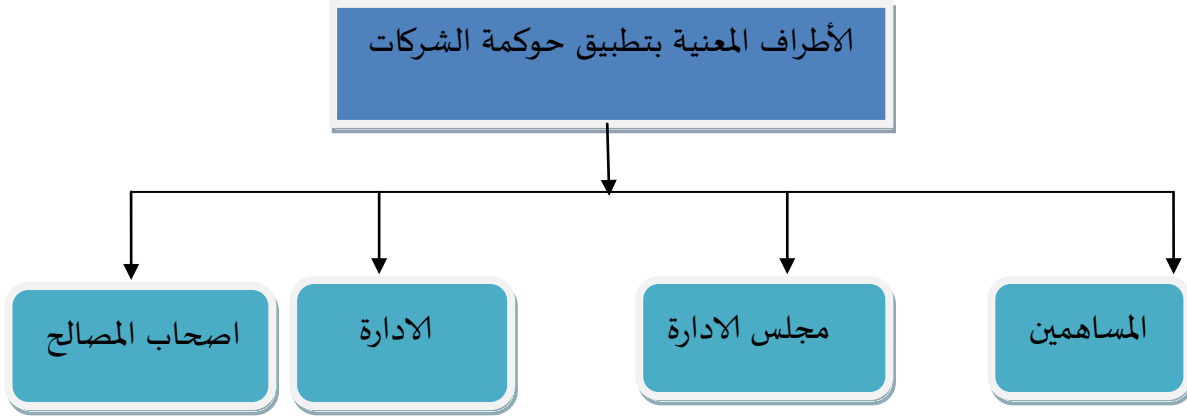 الأطراف المعنية بتطبيق حوكمة الشركات
المساهمين
مجلس الادارة
الادارة
اصحاب المصالح